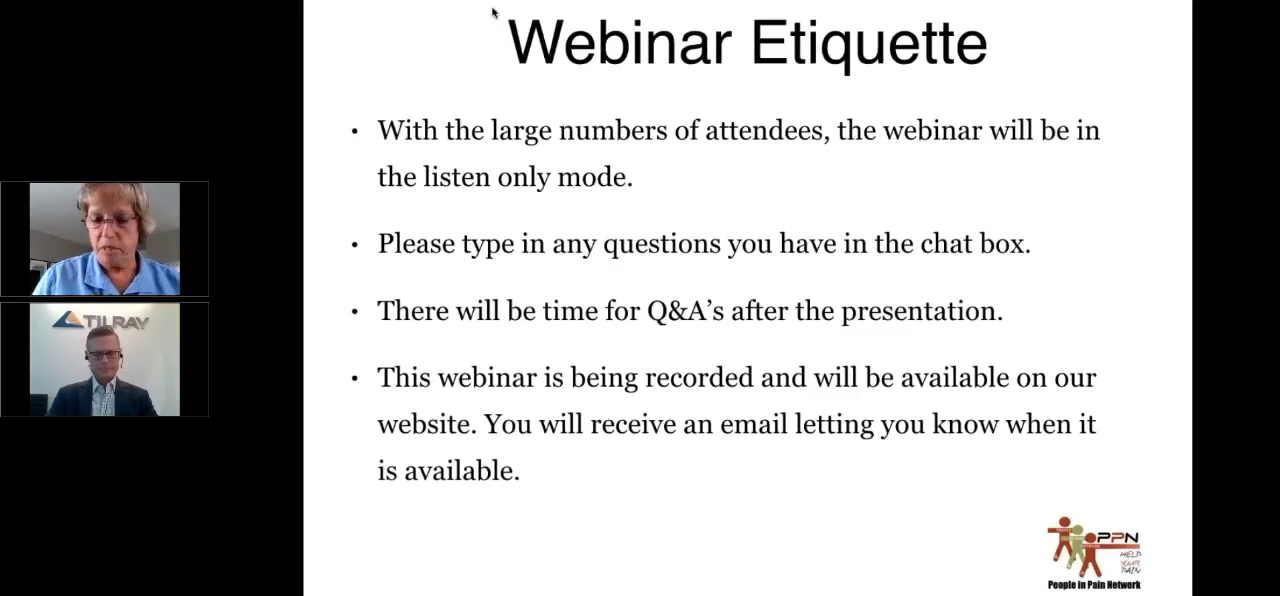 Webinar Etiquette
• With the large numbers of attendees, the webinar will be in
the listen only mode.
• Please type in any questions you have in the chat box.
• There will be time for Q&A's after the presentation.
• This webinar is being recorded and will be available on our
website. You will receive an email letting you know when it
is available.
TILRAY
PPN
HELP
YOUR
PAIN
People in Pain Network